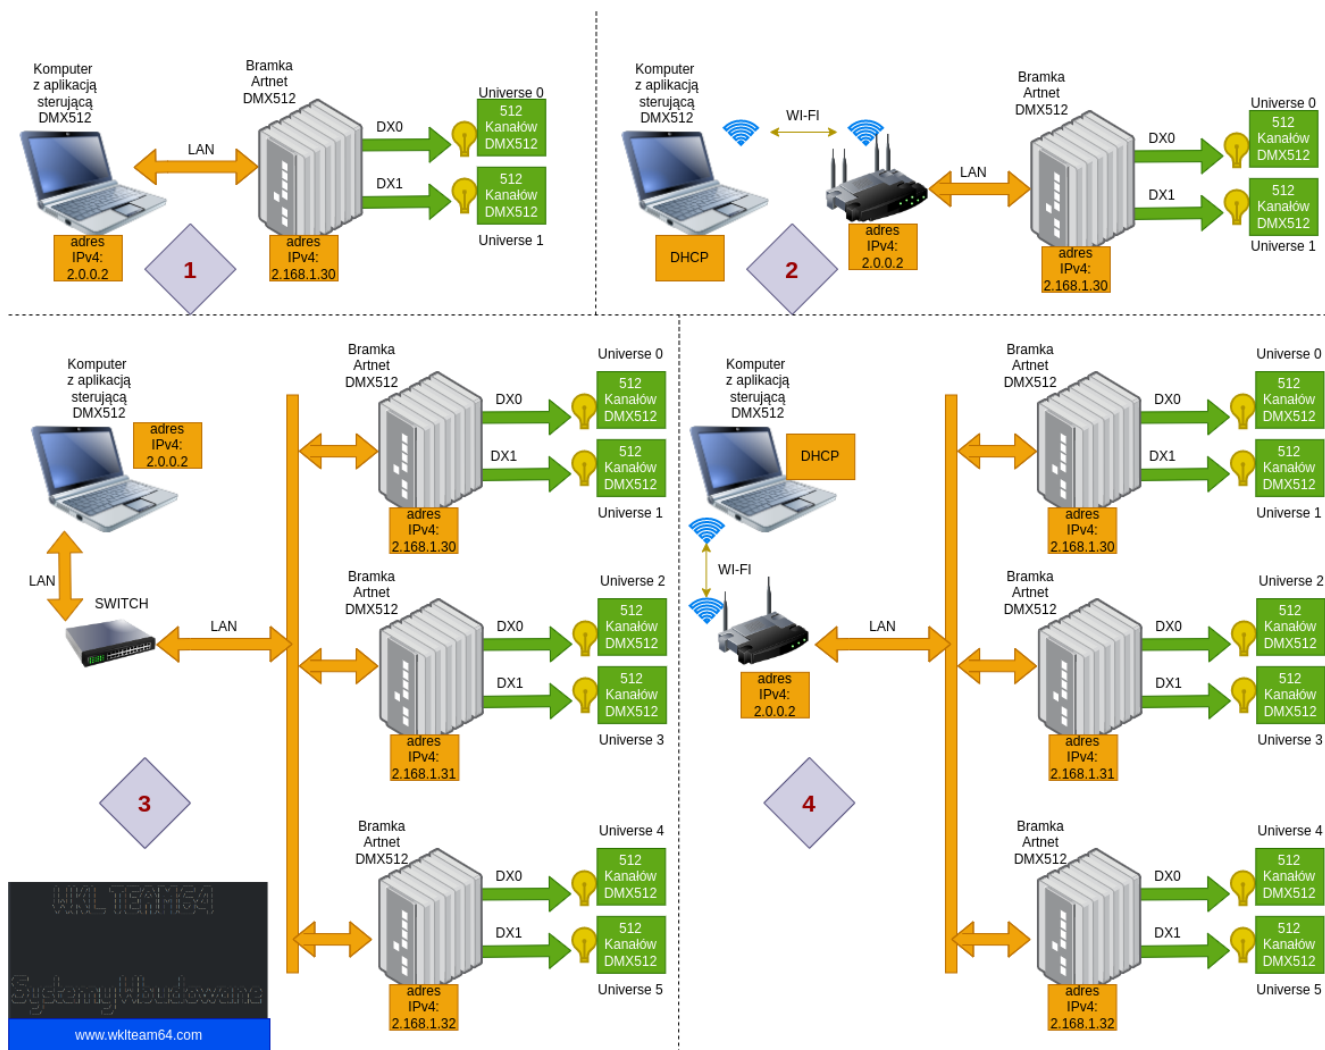 Komputer
z aplikacją
sterującą
DMX512
Bramka
Artnet
DMX512
LAN
DX0
DX1
Universe 0
512
Kanałów
DMX512
512
Kanałów
DMX512
Universe 1
adres
IPv4:
2.0.0.2
1
adres
IPv4:
2.168.1.30
Komputer
z aplikacją
sterującą
DMX512
WI-FI
LAN
Bramka
Artnet
DMX512
DX0
DX1
Universe 0
512
Kanałów
DMX512
512
Kanałów
DMX512
Universe 1
DHCP
2
adres
IPv4:
2.0.0.2
adres
IPv4:
2.168.1.30
Komputer
z aplikacją
sterującą
DMX512
adres
IPv4:
2.0.0.2
LAN
SWITCH
LAN
Bramka
Artnet
DMX512
DX0
DX1
Universe 0
512
Kanałów
DMX512
512
Kanałów
DMX512
Universe 1
adres
IPv4:
2.168.1.30
Bramka
Artnet
DMX512
DX0
DX1
Universe 2
512
Kanałów
DMX512
512
Kanałów
DMX512
Universe 3
adres
IPv4:
2.168.1.31
3
Bramka
Artnet
DMX512
DX0
DX1
Universe 4
512
Kanałów
DMX512
512
Kanałów
DMX512
Universe 5
adres
IPv4:
2.168.1.32
WKL TEAM64
Systemy Wbudowane
www.wklteam64.com
Komputer
z aplikacją
sterującą
DMX512
DHCP
WI-FI
LAN
adres
IPv4:
2.0.0.2
Bramka
Artnet
DMX512
DX0
DX1
Universe 0
512
Kanałów
DMX512
512
Kanałów
DMX512
Universe 1
adres
IPv4:
2.168.1.30
Bramka
Artnet
DMX512
DX0
DX1
Universe 2
512
Kanałów
DMX512
512
Kanałów
DMX512
Universe 3
adres
IPv4:
2.168.1.31
4
Bramka
Artnet
DMX512
DX0
DX1
Universe 4
512
Kanałów
DMX512
512
Kanałów
DMX512
Universe 5
adres
IPv4:
2.168.1.32